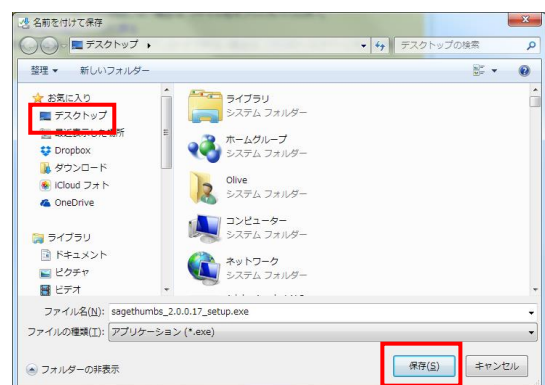 名前を付けて保存
デスクトップ
デスクトップの検索
整理 新しいフォルダー
お気に入り
デスクトップ
最近表示した場所
Dropbox
ダウンロード
iCloud フォト
OneDrive
ライブラリ
ドキュメント
ピクチャ
ビデオ
ライブラリ
システム フォルダー
ホームグループ
システム フォルダー
Olive
システム フォルダー
コンピューター
システム フォルダー
ネットワーク
システム フォルダー
ファイル名(N): sagethumbs_2.0.0.17_setup.exe
ファイルの種類(T): アプリケーション (*.exe)
フォルダーの非表示
保存(S)
キャンセル